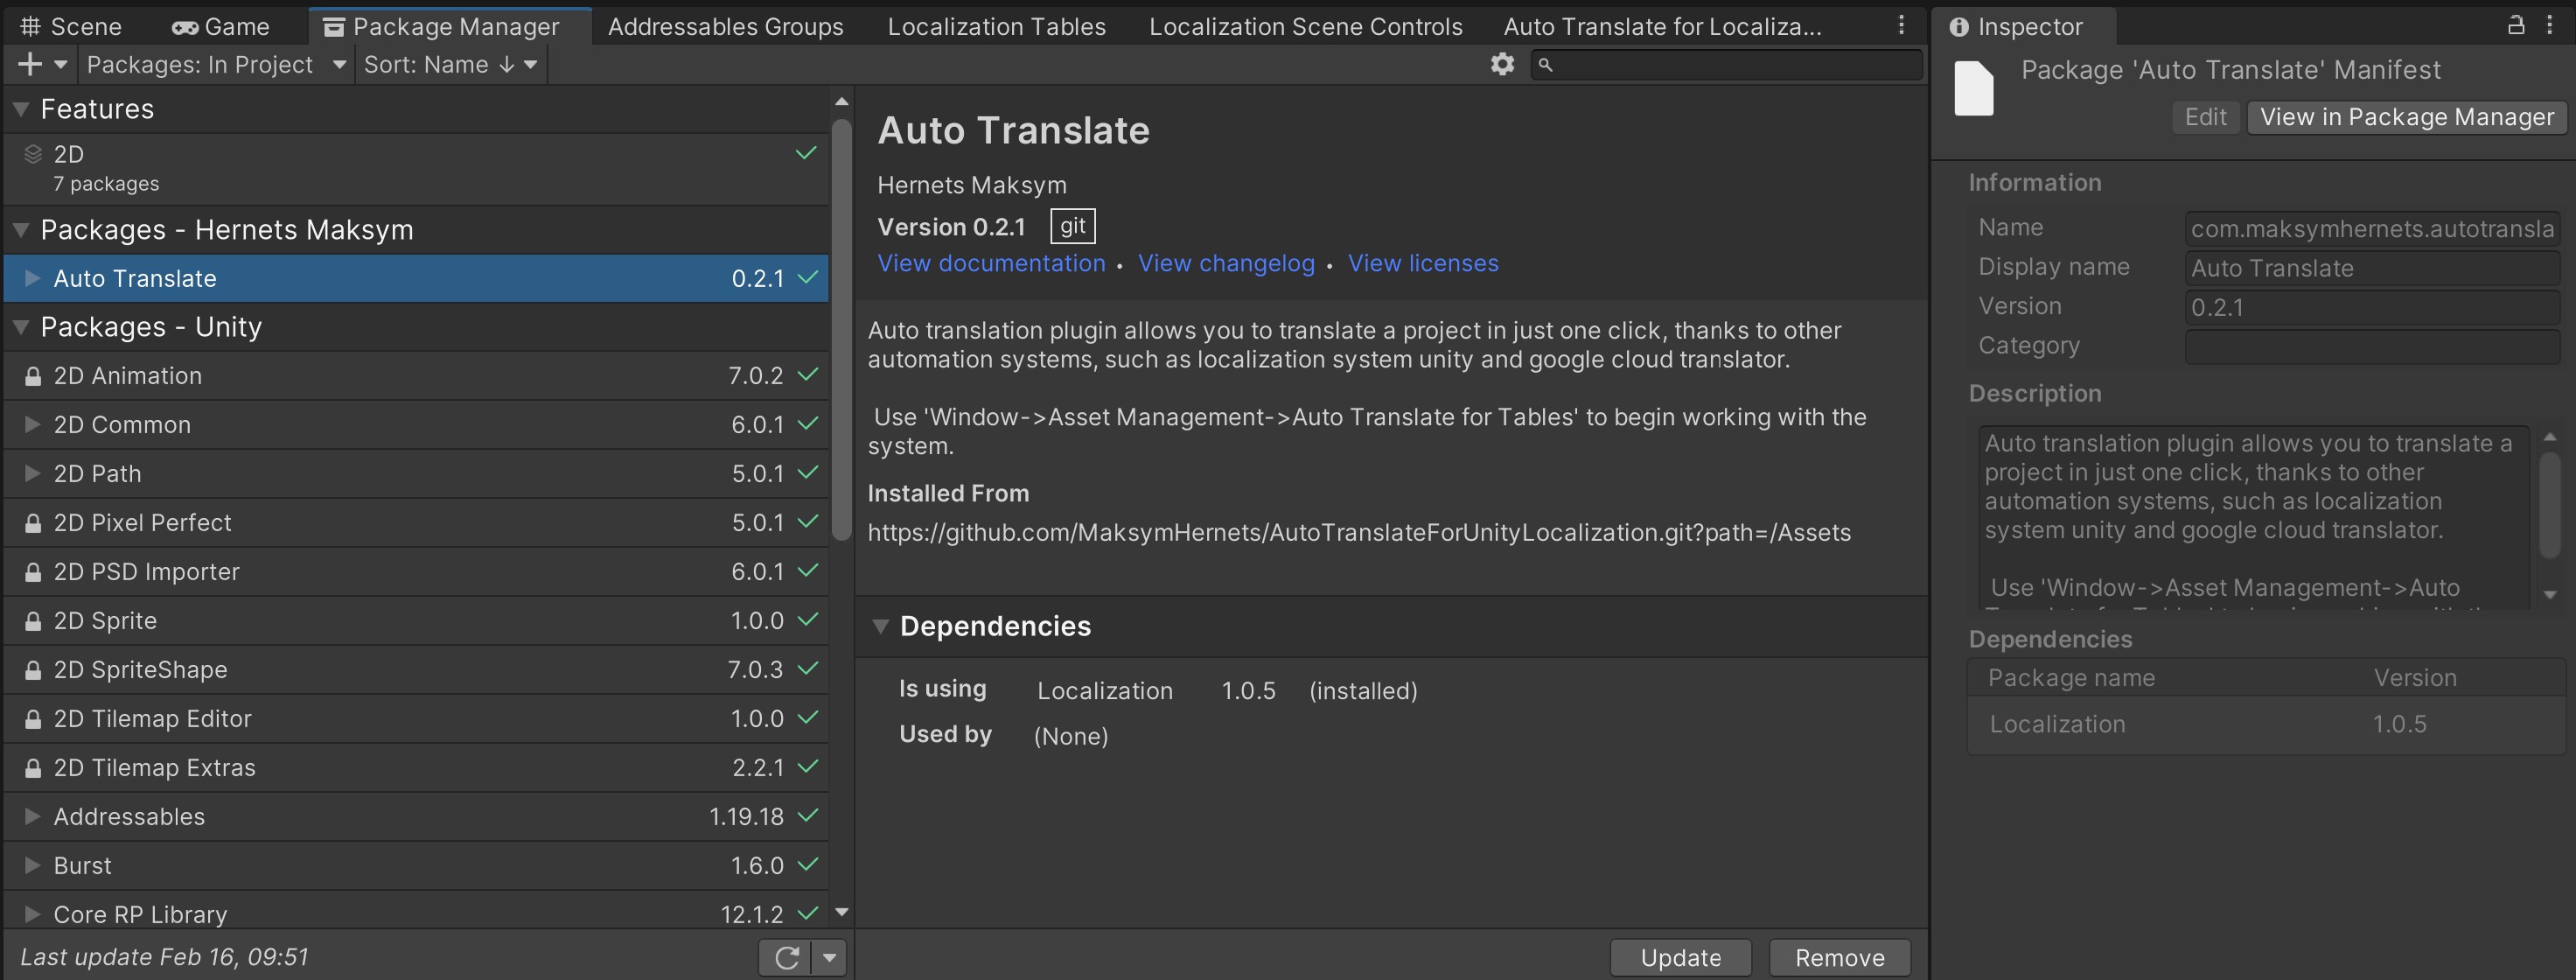 Scene
Game
Package Manager
Addressables Groups
Localization Tables
Localization Scene Controls
Auto Translate for Localiza...
Packages: In Project
Sort: Name ↓
Features
2D
7 packages
Packages - Hernets Maksym
Auto Translate 0.2.1
Packages - Unity
2D Animation 7.0.2
2D Common 6.0.1
2D Path 5.0.1
2D Pixel Perfect 5.0.1
2D PSD Importer 6.0.1
2D Sprite 1.0.0
2D SpriteShape 7.0.3
2D Tilemap Editor 1.0.0
2D Tilemap Extras 2.2.1
Addressables 1.19.18
Burst 1.6.0
Core RP Library 12.1.2
Last update Feb 16, 09:51
Auto Translate
Hernets Maksym
Version 0.2.1 git
View documentation • View changelog • View licenses
Auto translation plugin allows you to translate a project in just one click, thanks to other
automation systems, such as localization system unity and google cloud translator.
Use 'Window->Asset Management->Auto Translate for Tables' to begin working with the
system.
Installed From
https://github.com/MaksymHernets/AutoTranslateForUnityLocalization.git?path=/Assets
Dependencies
Is using Localization 1.0.5 (installed)
Used by (None)
Update Remove
Inspector
Package 'Auto Translate' Manifest
Edit View in Package Manager
Information
Name com.maksymhernets.autotransla
Display name Auto Translate
Version 0.2.1
Category
Description
Auto translation plugin allows you to translate a
project in just one click, thanks to other
automation systems, such as localization
system unity and google cloud translator.
Use 'Window->Asset Management->Auto
Dependencies
Package name Version
Localization 1.0.5